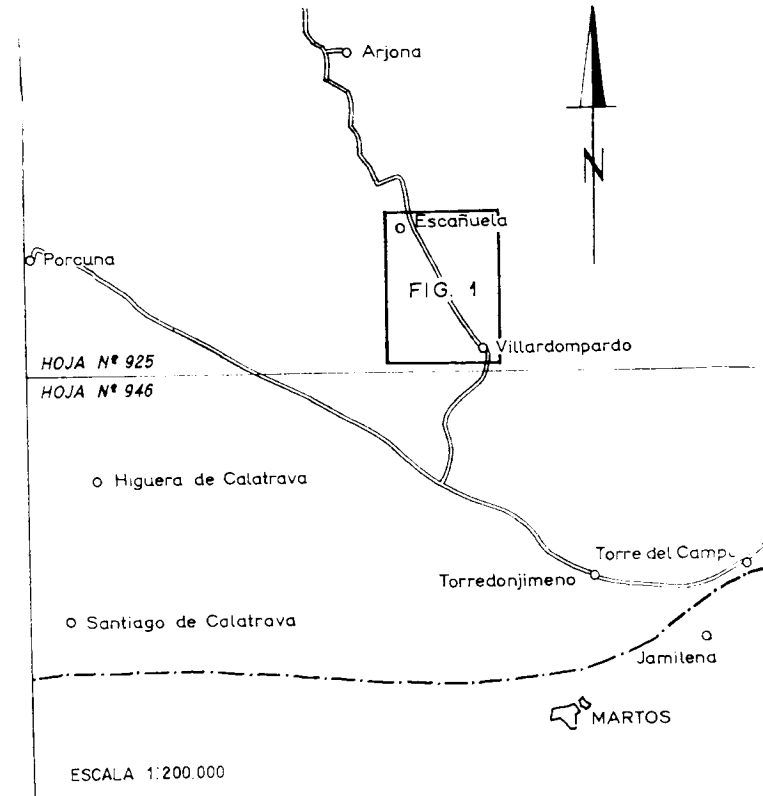 Arjona
N
Escañuela
Porcuna
FIG. 1
Villardompardo
HOJA Nº 925
HOJA Nº 946
Higuera de Calatrava
Torre del Campo
Torredonjimeno
Santiago de Calatrava
Jamilena
MARTOS
ESCALA 1:200.000